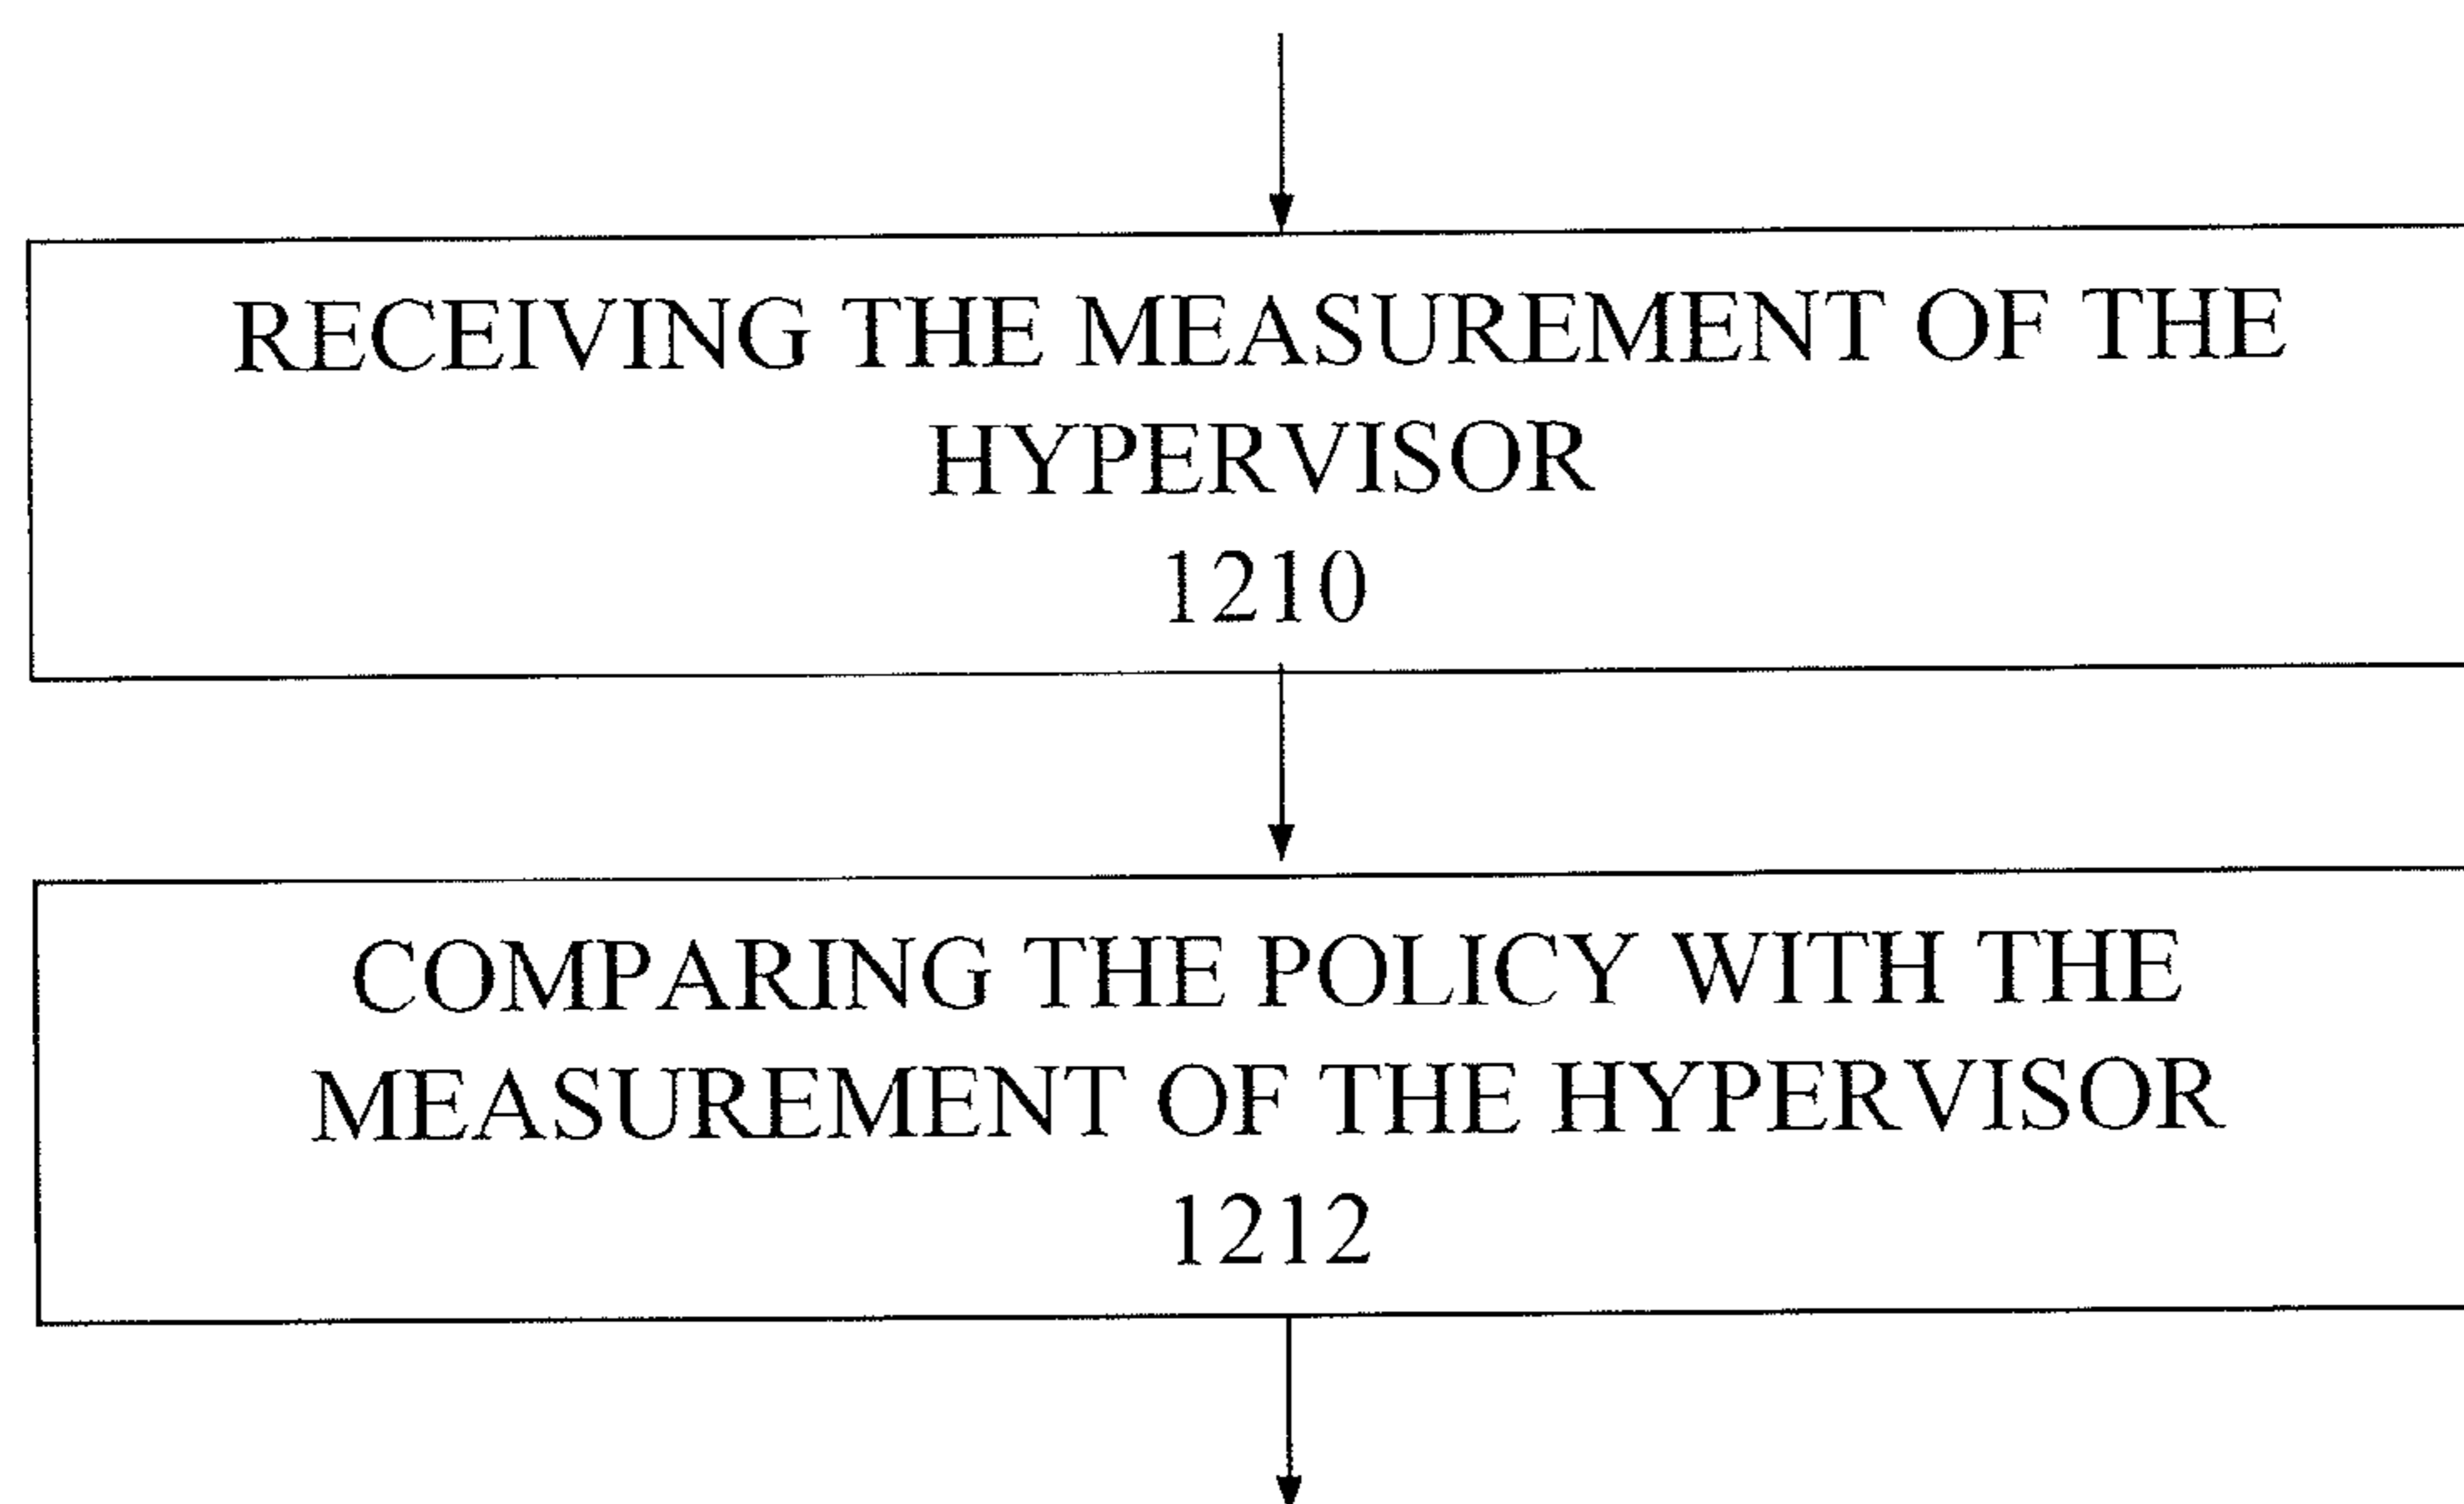 RECEIVING THE MEASUREMENT OF THE
HYPERVISOR
1210
COMPARING THE POLICY WITH THE
MEASUREMENT OF THE HYPERVISOR
1212